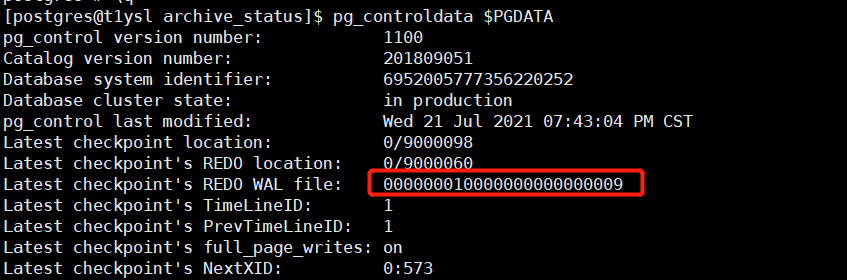 [postgres@t1ysl archive_status]$ pg_controldata $PGDATA
pg_control version number: 1100
Catalog version number: 201809051
Database system identifier: 6952005777356220252
Database cluster state: in production
pg_control last modified: Wed 21 Jul 2021 07:43:04 PM CST
Latest checkpoint location: 0/9000098
Latest checkpoint's REDO location: 0/9000060
Latest checkpoint's REDO WAL file: 000000010000000000000009
Latest checkpoint's TimeLineID: 1
Latest checkpoint's PrevTimeLineID: 1
Latest checkpoint's full_page_writes: on
Latest checkpoint's NextXID: 0:573